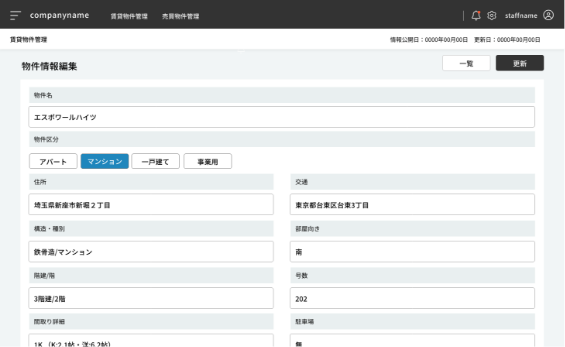 companyname 賃貸物件管理 売買物件管理 staffname
賃貸物件管理 情報公開日：0000年00月00日 更新日：0000年00月00日
物件情報編集 一覧 更新
物件名
エスポワールハイツ
物件区分
アパート マンション 一戸建て 事業用
住所 交通
埼玉県新座市新堀２丁目 東京都台東区台東3丁目
構造・種別 部屋向き
鉄骨造/マンション 南
階建/階 号数
3階建/2階 202
間取り詳細 駐車場
1K （K:2.1帖・洋:6.2帖） 無